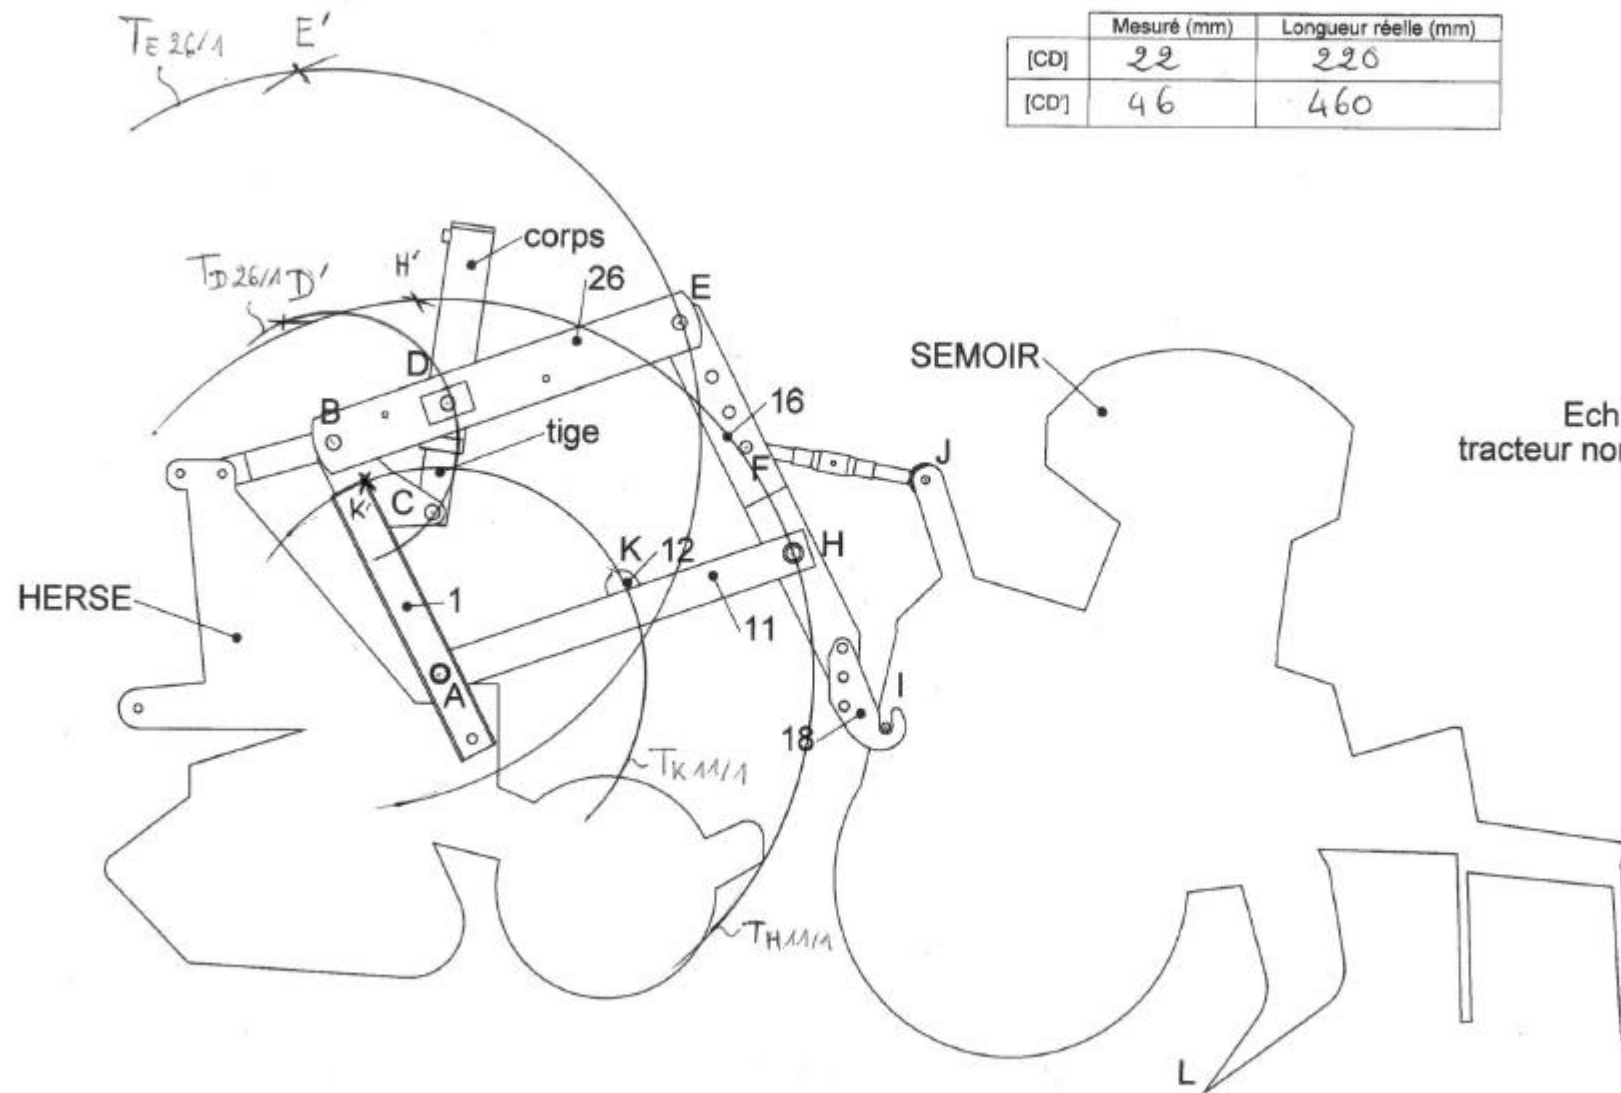 T E 26/1
E'
Mesuré (mm) Longueur réelle (mm)
[CD] 22 220
[CD'] 46 460
corps
T D 26/1 D'
H'
26
E
D
SEMOIR
16
B
tige
Ech
tracteur nor
J
F
K'
C
K
12
H
HERSE
1
11
A
I
18
T K 11/1
T H 11/1
L